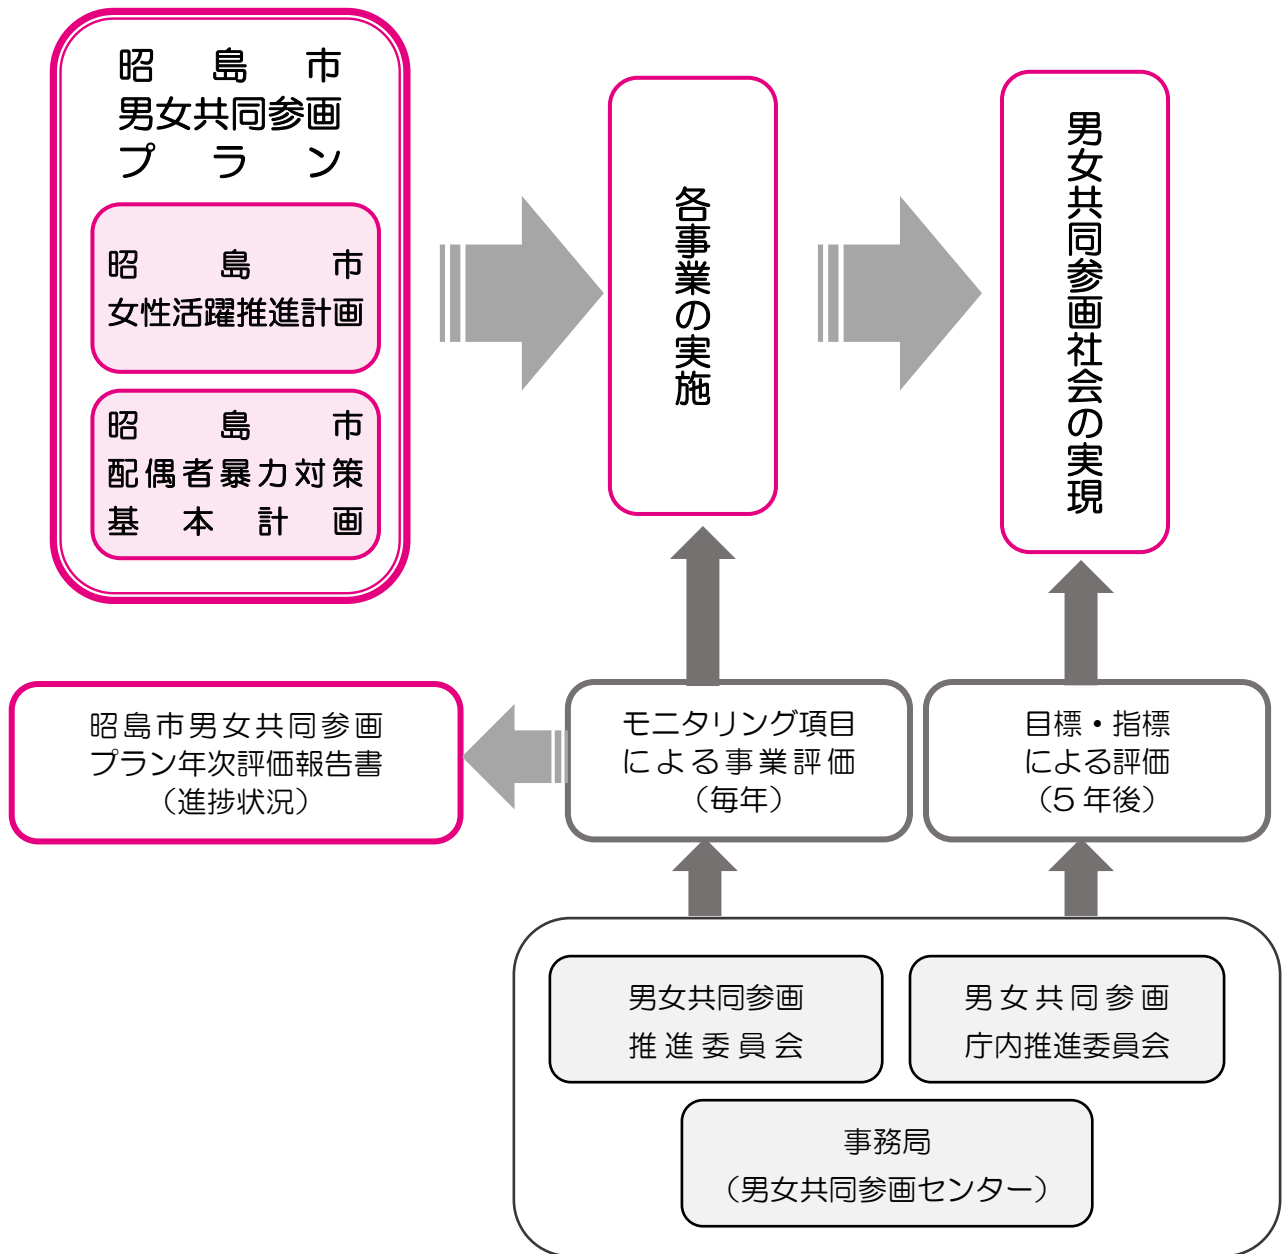 昭島市
男女共同参画
プラン
昭島市
女性活躍推進計画
昭島市
配偶者暴力対策
基本計画
各事業の実施
男女共同参画社会の実現
昭島市男女共同参画
プラン年次評価報告書
（進捗状況）
モニタリング項目
による事業評価
（毎年）
目標・指標
による評価
（5年後）
男女共同参画
推進委員会
男女共同参画
庁内推進委員会
事務局
（男女共同参画センター）